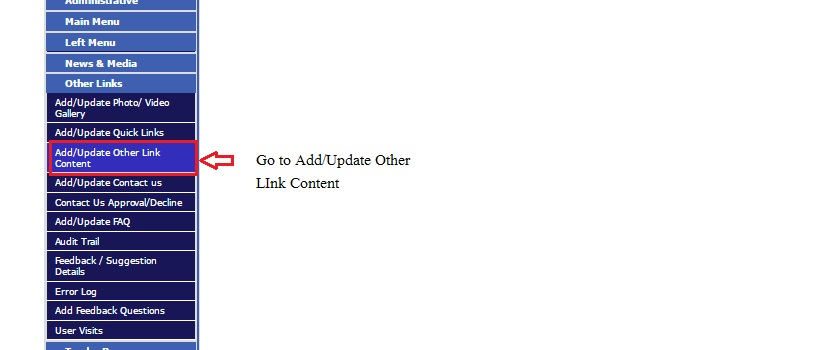 Administrative
Main Menu
Left Menu
News & Media
Other Links
Add/Update Photo/ Video
Gallery
Add/Update Quick Links
Add/Update Other Link
Content
Add/Update Contact us
Contact Us Approval/Decline
Add/Update FAQ
Audit Trail
Feedback / Suggestion
Details
Error Log
Add Feedback Questions
User Visits
Go to Add/Update Other
LInk Content